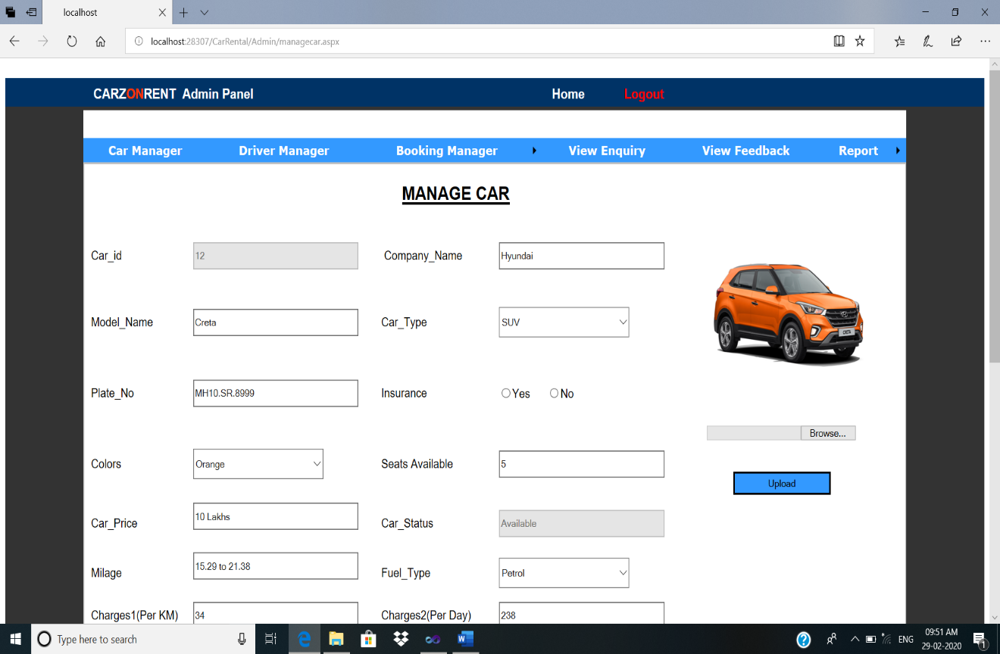 localhost
localhost:28307/CarRental/Admin/managecar.aspx
CARZONRENT Admin Panel Home Logout
Car Manager Driver Manager Booking Manager View Enquiry View Feedback Report
MANAGE CAR
Car_id 12 Company_Name Hyundai
Model_Name Creta Car_Type SUV
CRETA
Plate_No MH10.SR.8999 Insurance Yes No
Browse...
Colors Orange Seats Available 5
Upload
Car_Price 10 Lakhs Car_Status Available
Milage 15.29 to 21.38 Fuel_Type Petrol
Charges1(Per KM) 34 Charges2(Per Day) 238
Type here to search
ENG
09:51 AM
29-02-2020
1